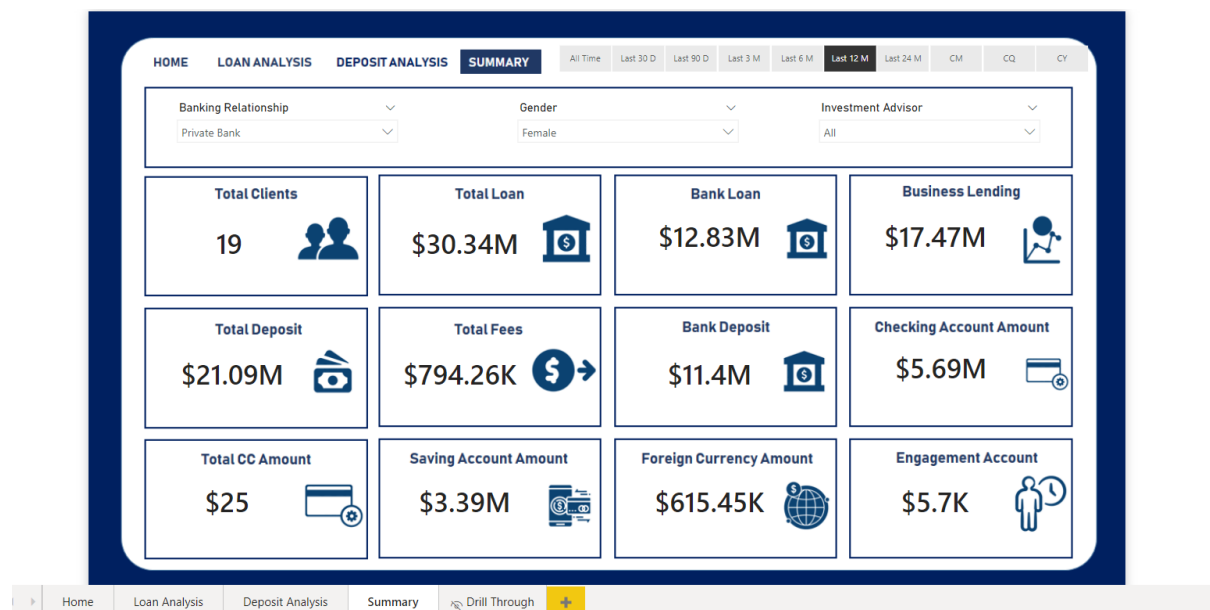 HOME LOAN ANALYSIS DEPOSIT ANALYSIS SUMMARY All Time Last 30 D Last 90 D Last 3 M Last 6 M Last 12 M Last 24 M CM CQ CY
Banking Relationship Gender Investment Advisor
Private Bank Female All
Total Clients Total Loan Bank Loan Business Lending
19 $30.34M $12.83M $17.47M
Total Deposit Total Fees Bank Deposit Checking Account Amount
$21.09M $794.26K $11.4M $5.69M
Total CC Amount Saving Account Amount Foreign Currency Amount Engagement Account
$25 $3.39M $615.45K $5.7K
Home Loan Analysis Deposit Analysis Summary Drill Through +